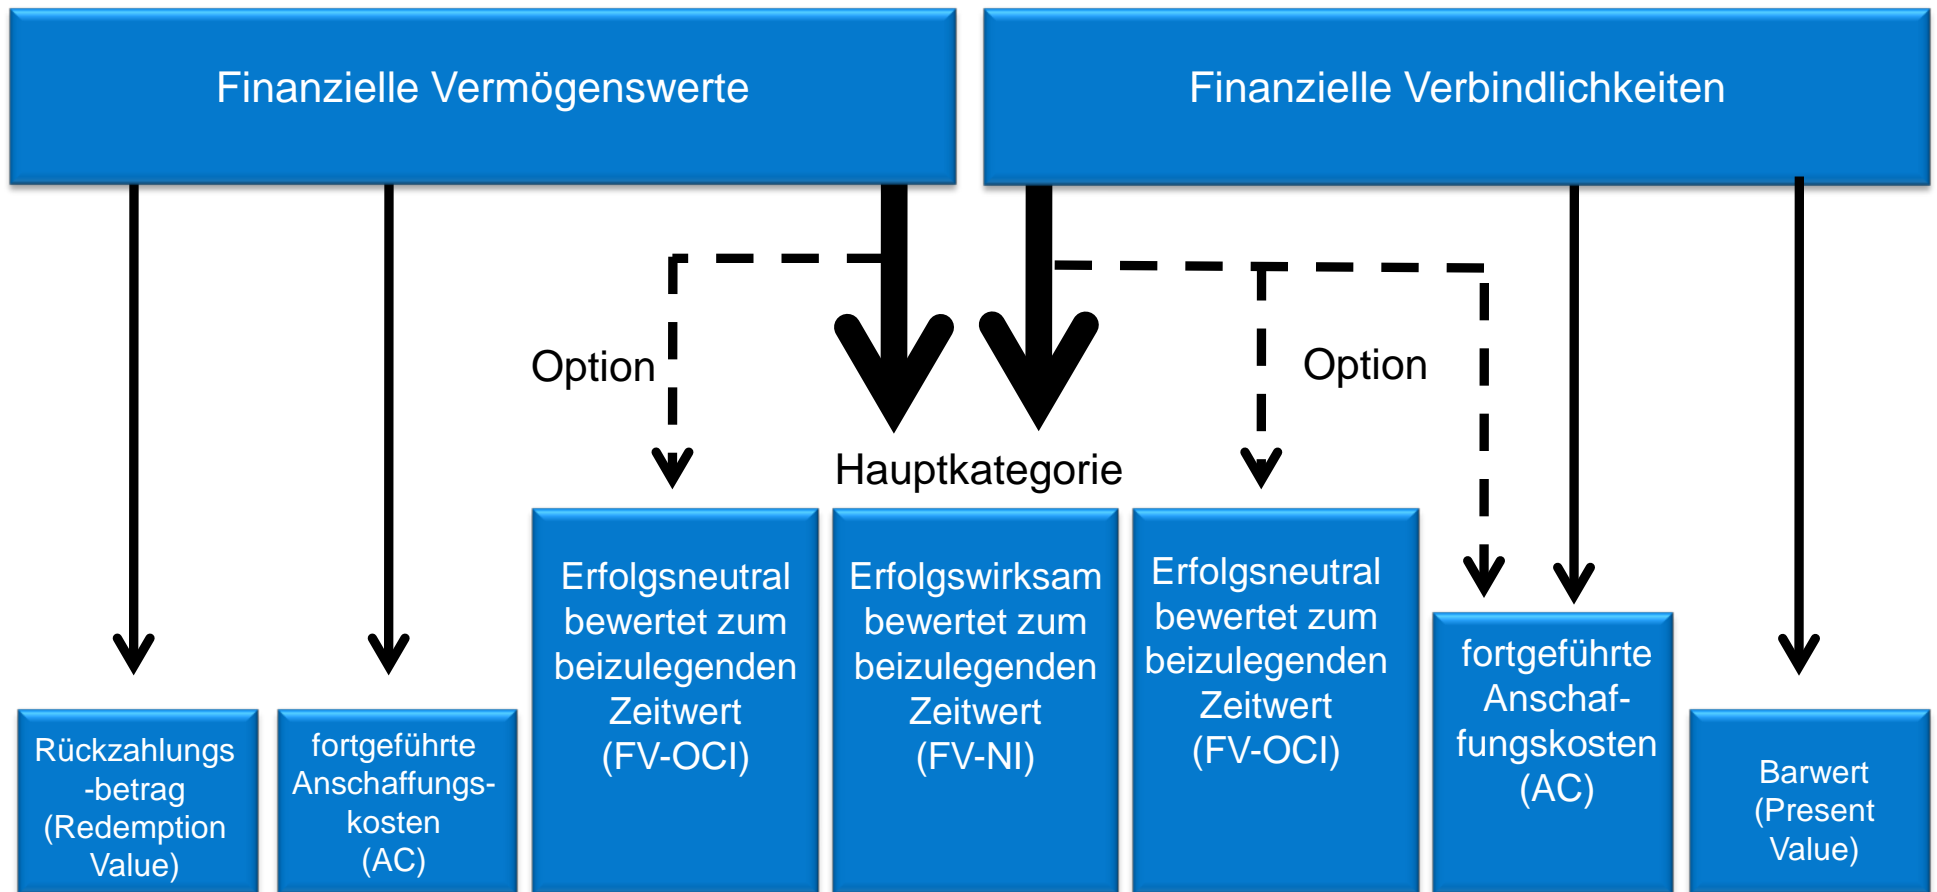 Finanzielle Vermögenswerte
Finanzielle Verbindlichkeiten
Option
Option
Hauptkategorie
Rückzahlungs
-betrag
(Redemption
Value)
fortgeführte
Anschaffungs-
kosten
(AC)
Erfolgsneutral
bewertet zum
beizulegenden
Zeitwert
(FV-OCI)
Erfolgswirksam
bewertet zum
beizulegenden
Zeitwert
(FV-NI)
Erfolgsneutral
bewertet zum
beizulegenden
Zeitwert
(FV-OCI)
fortgeführte
Anschaf-
fungskosten
(AC)
Barwert
(Present
Value)